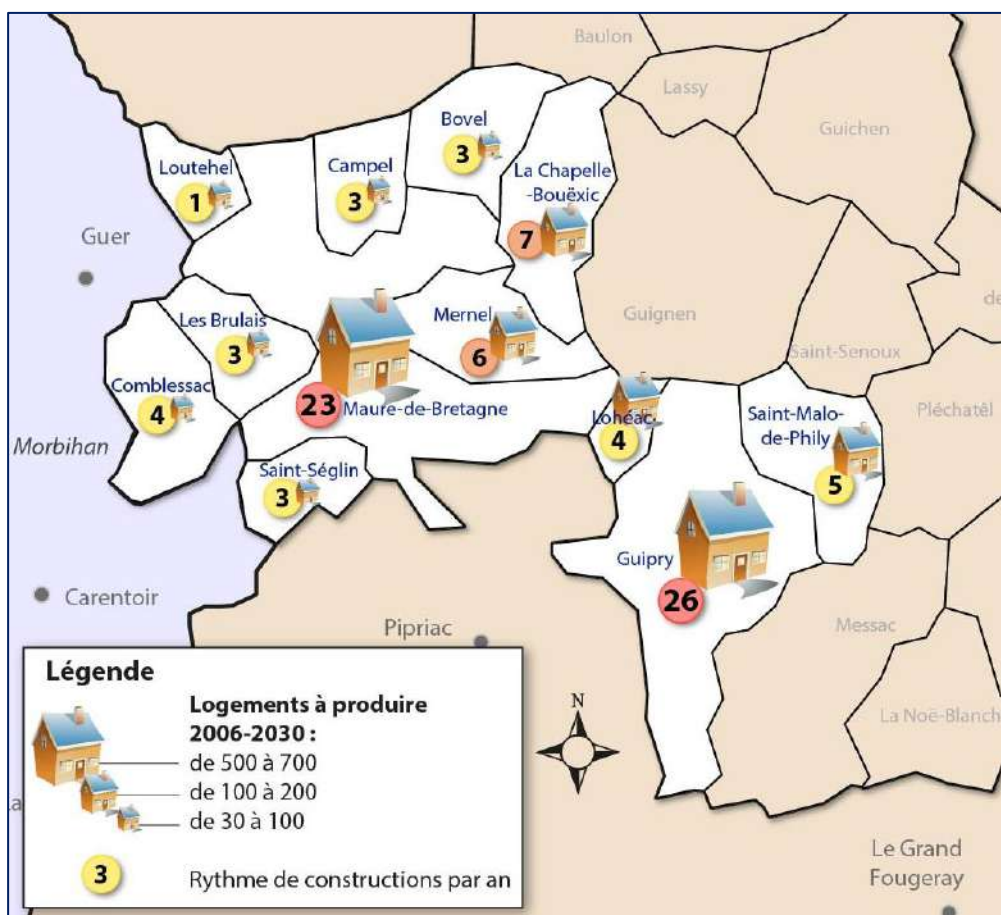 Baulon
Lassy
Guichen
Bovel
3
Loutehel
1
Campel
3
La Chapelle
-Bouëxic
7
Guer
Les Brulais
3
Mernel
6
Guignen
de
Saint-Senoux
Comblessac
4
23
Maure-de-Bretagne
Lohéac
4
Saint-Malo-
de-Phily
5
Pléchatêl
Morbihan
Saint-Séglin
3
Guipry
26
Carentoir
Pipriac
Messac
La Noë-Blanch
N
Légende
Logements à produire
2006-2030 :
de 500 à 700
de 100 à 200
de 30 à 100
La
3
Rythme de constructions par an
Le Grand
Fougeray